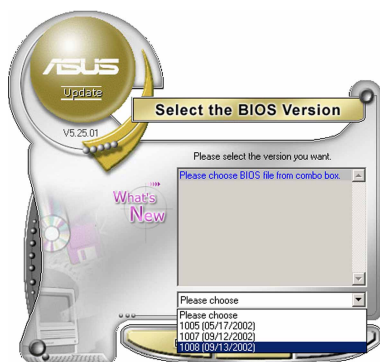 ASUS
Update
V5.25.01
Select the BIOS Version
Please select the version you want.
Please choose BIOS file from combo box.
What's
New
Please choose
Please choose
1005 (05/17/2002)
1007 (09/12/2002)
1008 (09/13/2002)